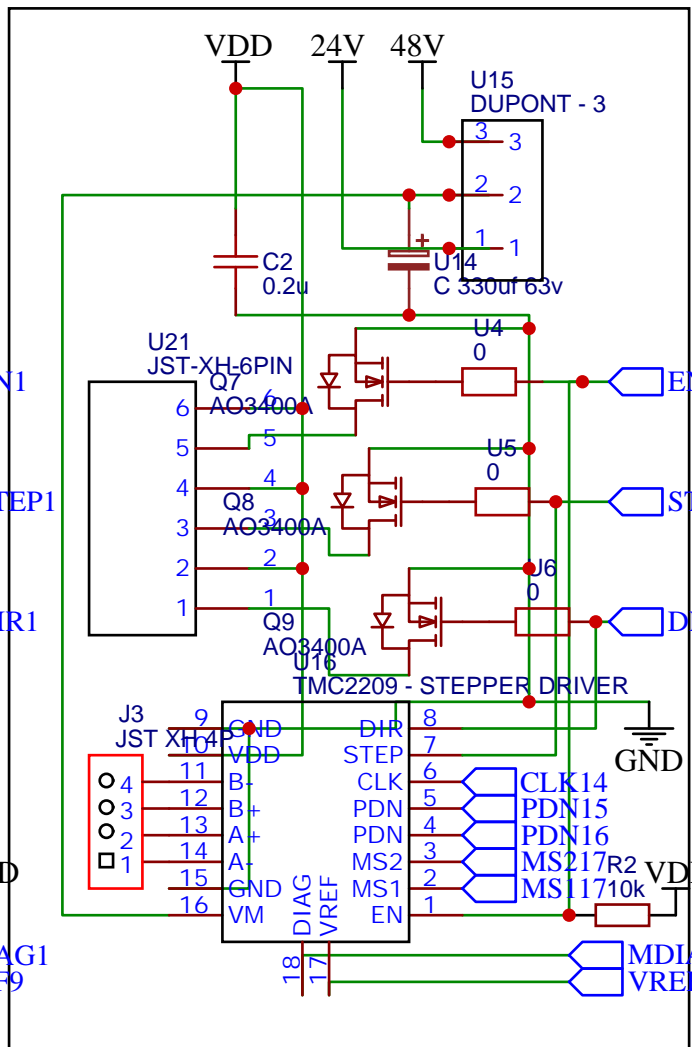 VDD
24V
48V
U15
DUPONT - 3
3
3
2
2
1
1
C2
0.2u
U14
C 330uf 63v
U21
JST-XH-6PIN
Q7
AO3400A
U4
0
N1
6
6
5
5
4
4
3
3
2
2
1
1
Q8
AO3400A
U5
0
TEP1
ST
Q9
AO3400A
U6
0
IR1
U16
TMC2209 - STEPPER DRIVER
J3
JST XH 4P
9
GND
DIR
8
10
VDD
STEP
7
4
11
B-
CLK
6
CLK14
3
12
B+
PDN
5
PDN15
2
13
A+
PDN
4
PDN16
1
14
A-
MS2
3
MS217
R2
15
GND
MS1
2
MS117
10k
16
VM
EN
1
GND
DIAG
VREF
18
17
AG1
F9